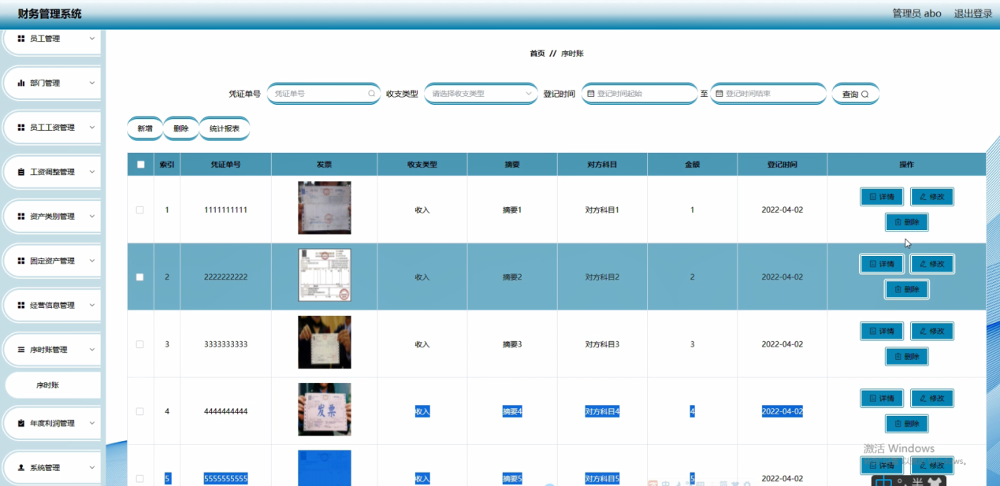 财务管理系统
管理员 abo 退出登录
员工管理
部门管理
员工工资管理
工资调整管理
资产类别管理
固定资产管理
经营信息管理
序时账管理
序时账
年度利润管理
系统管理
首页 // 序时账
凭证单号 凭证单号 收支类型 请选择收支类型 登记时间 登记时间起始 至 登记时间结束 查询
新增 删除 统计报表
索引 凭证单号 发票 收支类型 摘要 对方科目 金额 登记时间 操作
1 1111111111 收入 摘要1 对方科目1 1 2022-04-02 详情 修改
删除
2 2222222222 收入 摘要2 对方科目2 2 2022-04-02 详情 修改
删除
3 3333333333 收入 摘要3 对方科目3 3 2022-04-02 详情 修改
删除
4 4444444444 发票 收入 摘要4 对方科目4 4 2022-04-02 详情 修改
删除
激活 Windows
5 5555555555 收入 摘要5 对方科目5 5 2022-04-02 详情 修改
中 半